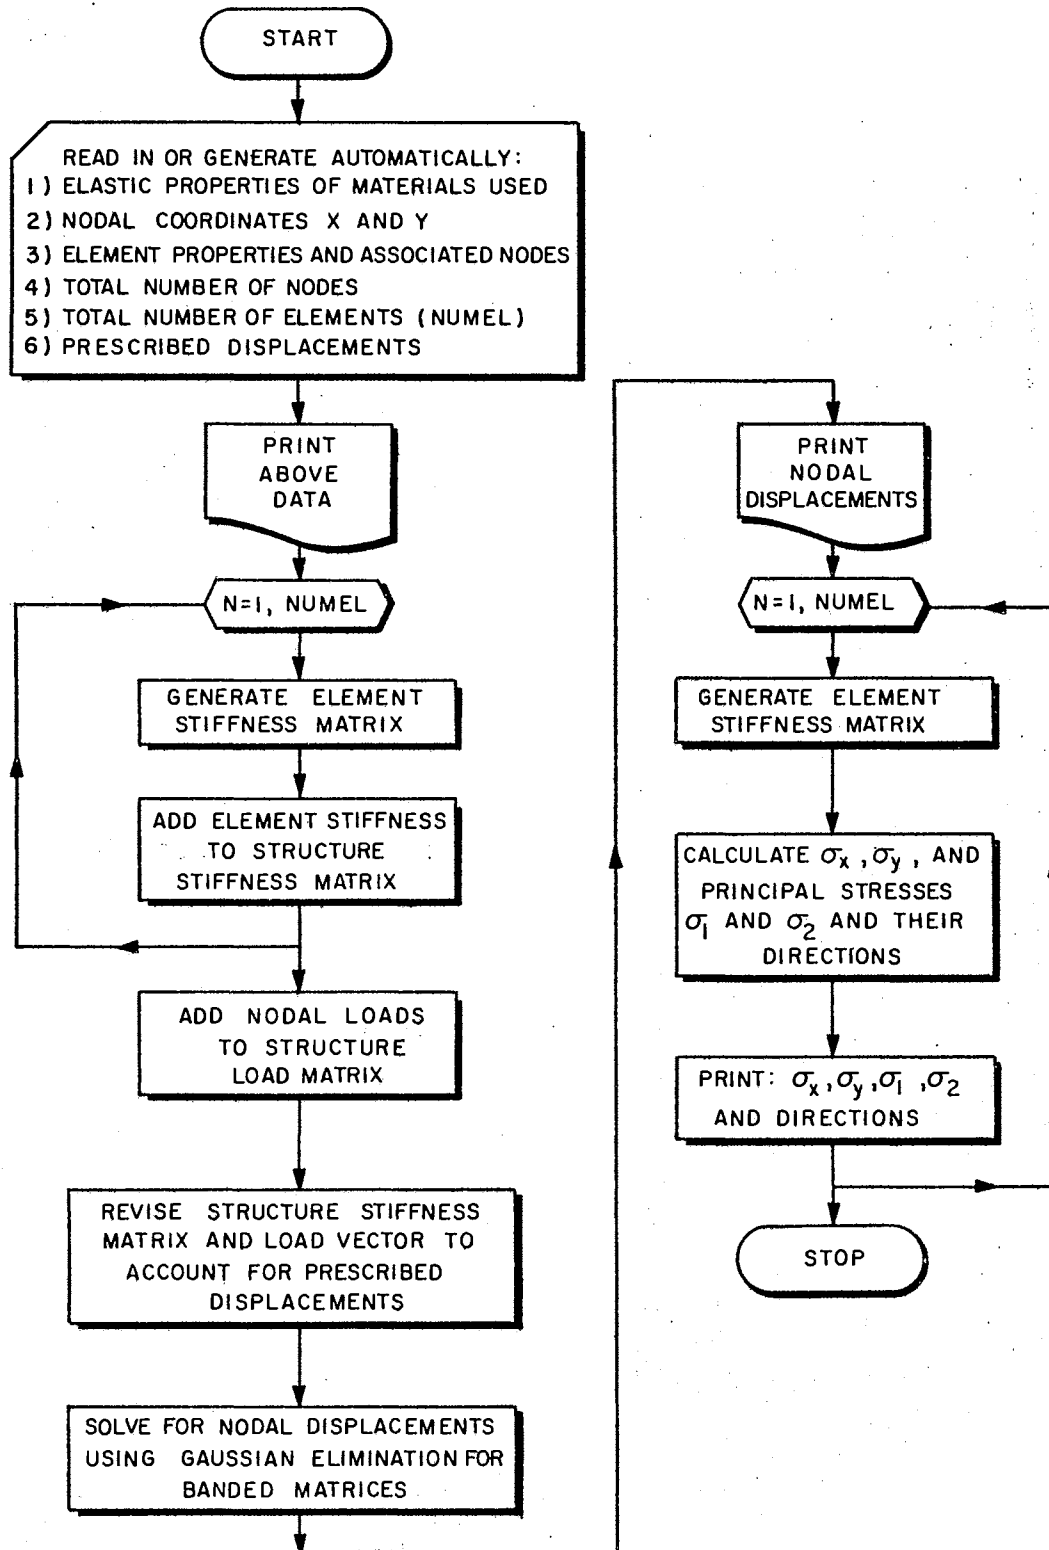 START
READ IN OR GENERATE AUTOMATICALLY:
1) ELASTIC PROPERTIES OF MATERIALS USED
2) NODAL COORDINATES X AND Y
3) ELEMENT PROPERTIES AND ASSOCIATED NODES
4) TOTAL NUMBER OF NODES
5) TOTAL NUMBER OF ELEMENTS (NUMEL)
6) PRESCRIBED DISPLACEMENTS
PRINT
ABOVE
DATA
N=1, NUMEL
GENERATE ELEMENT
STIFFNESS MATRIX
ADD ELEMENT STIFFNESS
TO STRUCTURE
STIFFNESS MATRIX
ADD NODAL LOADS
TO STRUCTURE
LOAD MATRIX
REVISE STRUCTURE STIFFNESS
MATRIX AND LOAD VECTOR TO
ACCOUNT FOR PRESCRIBED
DISPLACEMENTS
SOLVE FOR NODAL DISPLACEMENTS
USING GAUSSIAN ELIMINATION FOR
BANDED MATRICES
PRINT
NODAL
DISPLACEMENTS
N=1, NUMEL
GENERATE ELEMENT
STIFFNESS MATRIX
CALCULATE σx, σy, AND
PRINCIPAL STRESSES
σ1 AND σ2 AND THEIR
DIRECTIONS
PRINT: σx, σy, σ1, σ2
AND DIRECTIONS
STOP